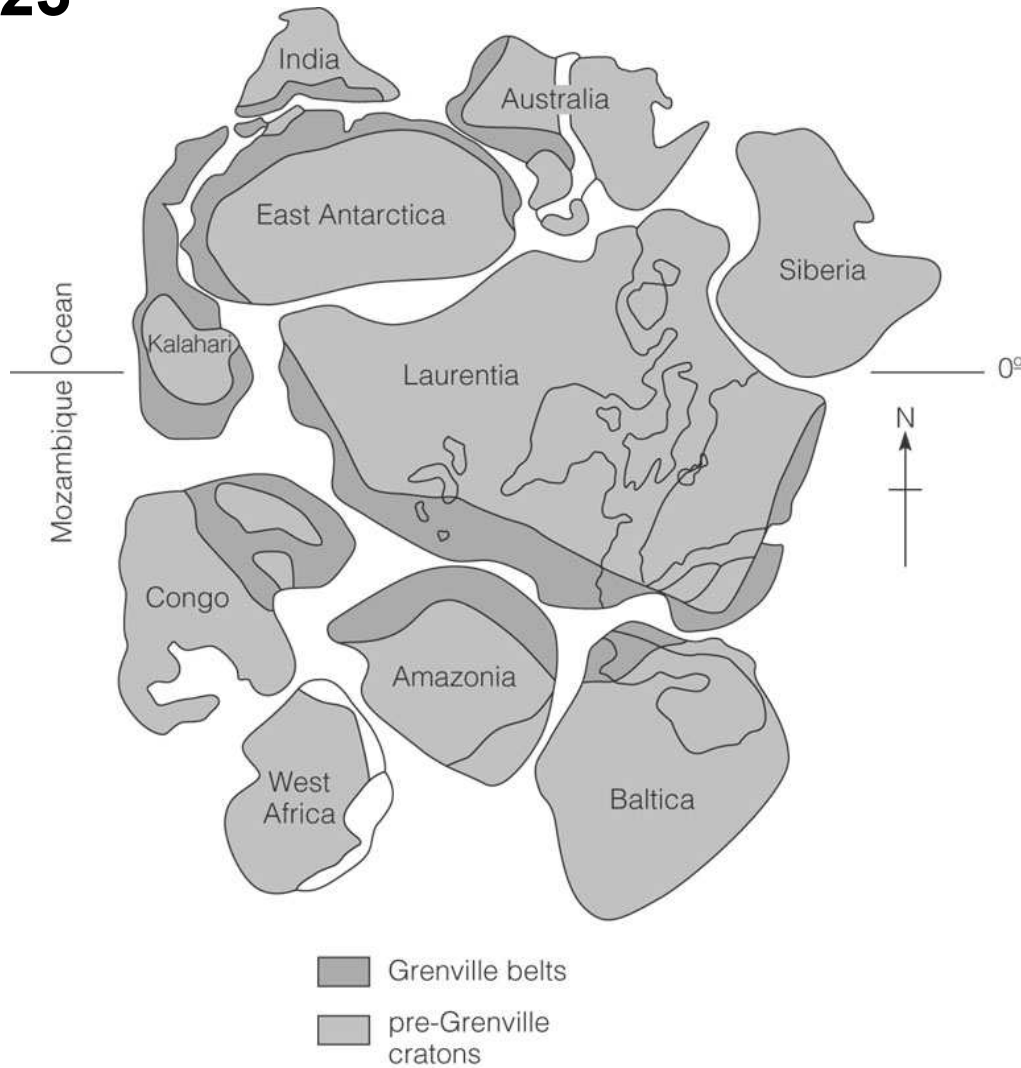 25
India
Australia
East Antarctica
Siberia
Kalahari
Mozambique Ocean
Laurentia
0º
N
Congo
Amazonia
West
Africa
Baltica
Grenville belts
pre-Grenville
cratons